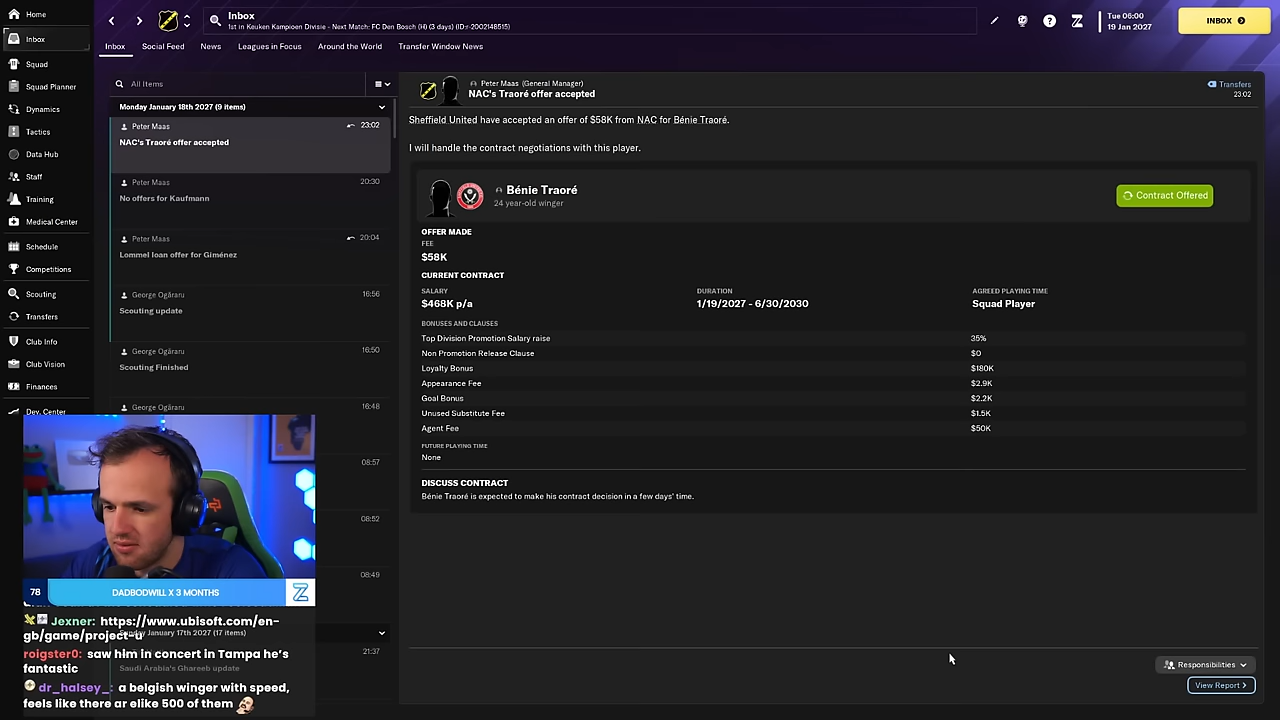 Home
Inbox
Squad
Squad Planner
Dynamics
Tactics
Data Hub
Staff
Training
Medical Center
Schedule
Competitions
Scouting
Transfers
Club Info
Club Vision
Finances
Dev. Center
Inbox
1st in Keuken Kampioen Divisie - Next Match: FC Den Bosch (H) (3 days) (ID=-2002148515)
Tue 06:00
19 Jan 2027
INBOX
Inbox
Social Feed
News
Leagues in Focus
Around the World
Transfer Window News
All Items
Monday January 18th 2027 (9 items)
Peter Maas
23:02
NAC's Traoré offer accepted
Peter Maas
20:30
No offers for Kaufmann
Peter Maas
20:04
Lommel loan offer for Giménez
George Ogăraru
16:56
Scouting update
George Ogăraru
16:50
Scouting Finished
George Ogăraru
16:48
08:57
08:52
08:49
January 17th 2027 (17 items)
21:37
Saudi Arabia's Ghareeb update
Peter Maas (General Manager)
NAC's Traoré offer accepted
Transfers
23:02
Sheffield United have accepted an offer of $58K from NAC for Bénie Traoré.
I will handle the contract negotiations with this player.
Bénie Traoré
24 year-old winger
Contract Offered
OFFER MADE
FEE
$58K
CURRENT CONTRACT
SALARY
$468K p/a
DURATION
1/19/2027 - 6/30/2030
AGREED PLAYING TIME
Squad Player
BONUSES AND CLAUSES
Top Division Promotion Salary raise 35%
Non Promotion Release Clause $0
Loyalty Bonus $180K
Appearance Fee $2.9K
Goal Bonus $2.2K
Unused Substitute Fee $1.5K
Agent Fee $50K
FUTURE PLAYING TIME
None
DISCUSS CONTRACT
Bénie Traoré is expected to make his contract decision in a few days' time.
Responsibilities
View Report
78
DADBODWILL X 3 MONTHS
Jexner: https://www.ubisoft.com/en-
gb/game/project-u
roigster0: saw him in concert in Tampa he's
fantastic
dr_halsey_: a belgish winger with speed,
feels like there ar elike 500 of them